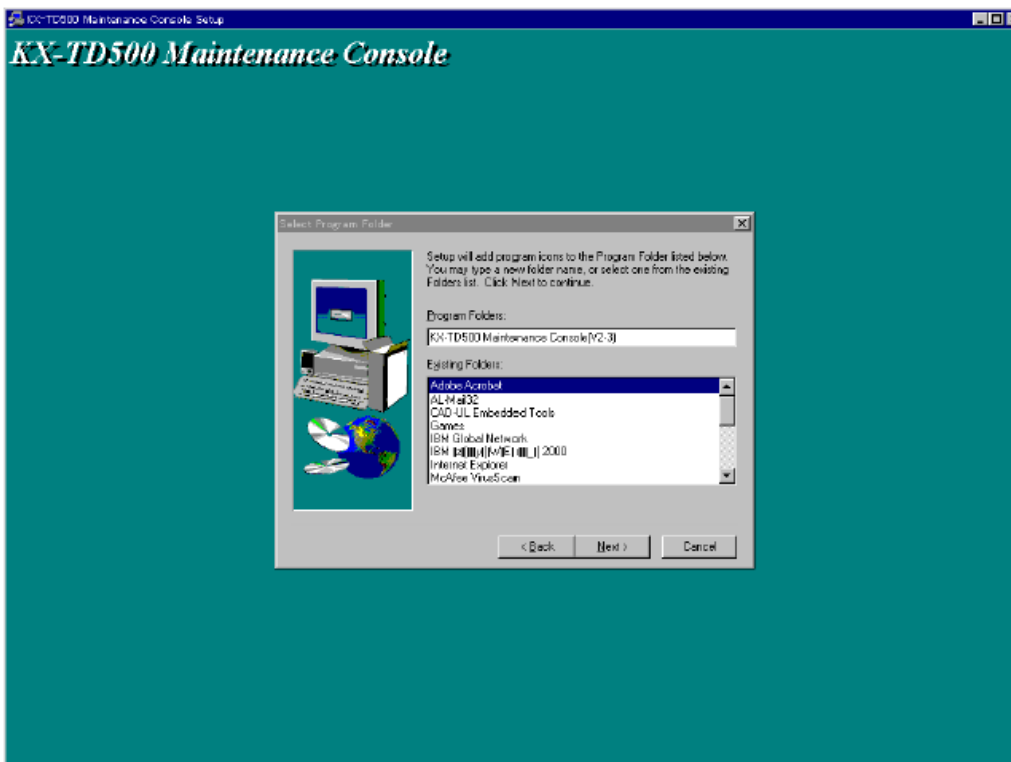 KX-TD500 Maintenance Console Setup
KX-TD500 Maintenance Console
Select Program Folder
Setup will add program icons to the Program Folder listed below.
You may type a new folder name, or select one from the existing
Folders list. Click Next to continue.
Program Folders:
KX-TD500 Maintenance Console(V2-3)
Existing Folders:
Adobe Acrobat
AL-Mail32
CAD-UL Embedded Tools
Games
IBM Global Network
IBM 2000
Internet Explorer
McAfee VirusScan
< Back
Next >
Cancel